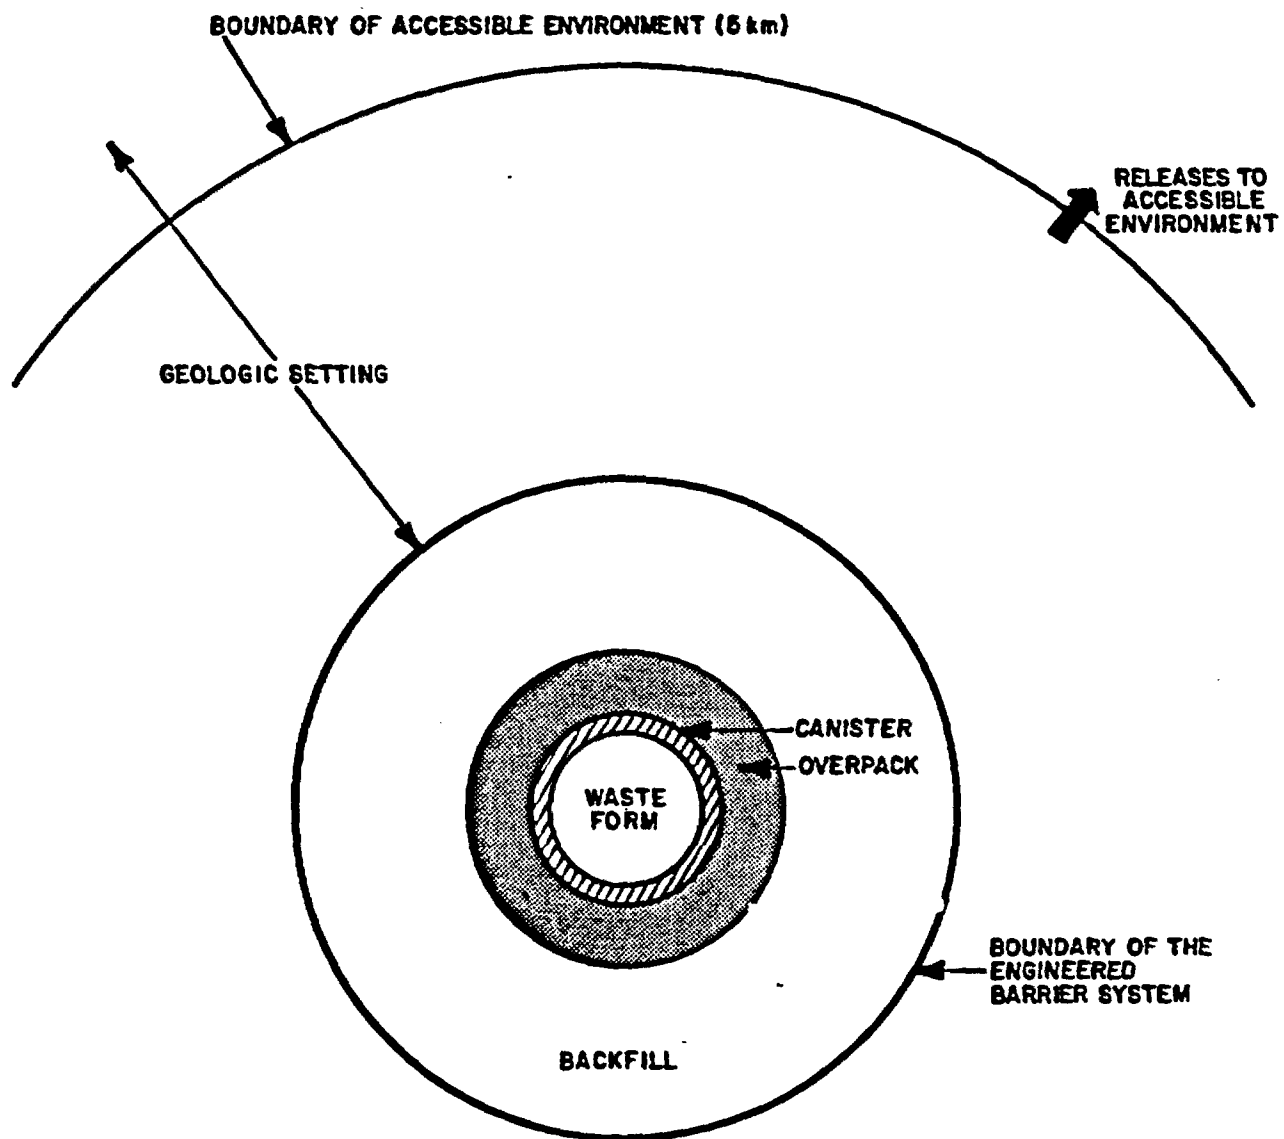 BOUNDARY OF ACCESSIBLE ENVIRONMENT (5 km)
RELEASES TO
ACCESSIBLE
ENVIRONMENT
GEOLOGIC SETTING
CANISTER
OVERPACK
WASTE
FORM
BOUNDARY OF THE
ENGINEERED
BARRIER SYSTEM
BACKFILL